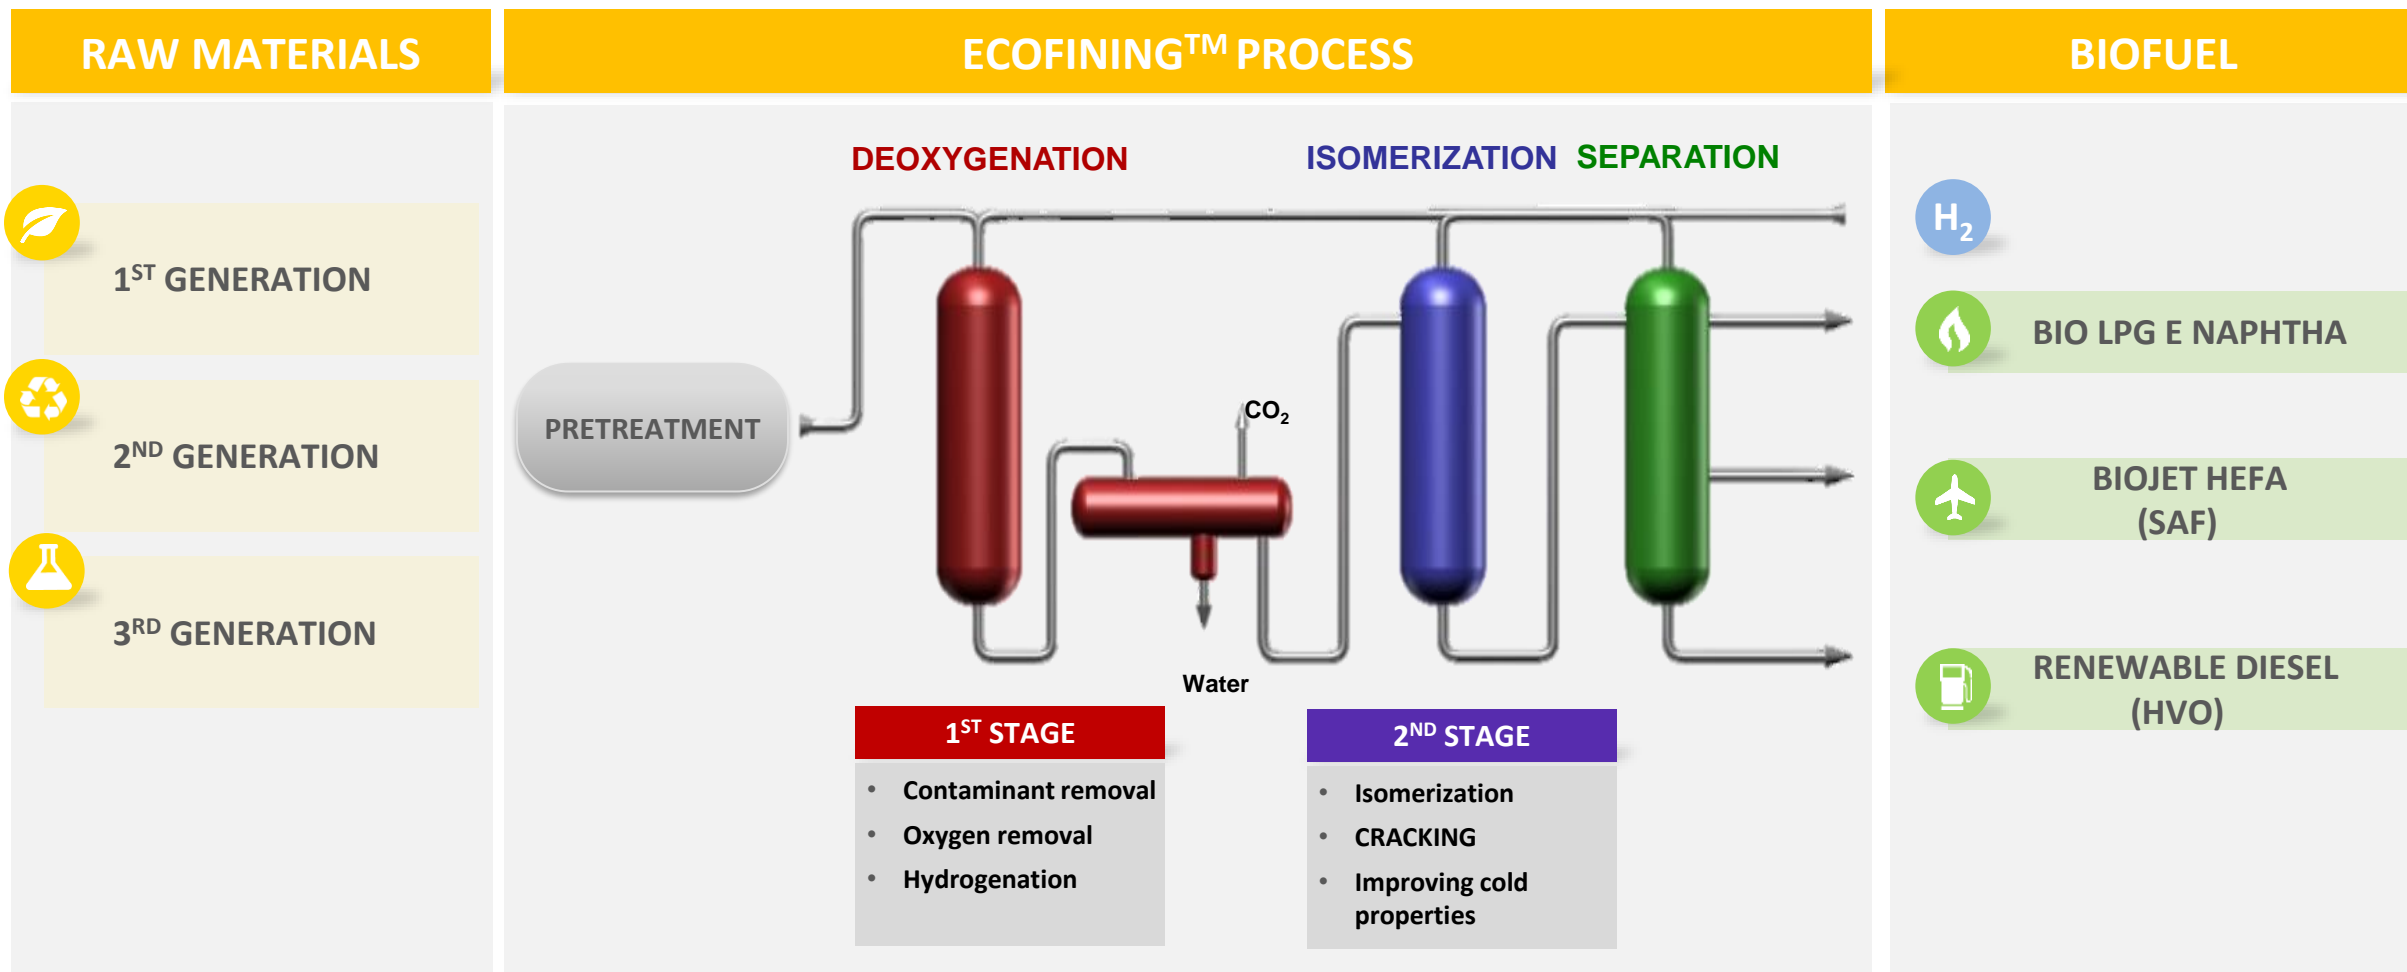 RAW MATERIALS
1ST GENERATION
2ND GENERATION
3RD GENERATION
ECOFINING™ PROCESS
DEOXYGENATION
ISOMERIZATION
SEPARATION
PRETREATMENT
CO2
Water
1ST STAGE
• Contaminant removal
• Oxygen removal
• Hydrogenation
2ND STAGE
• Isomerization
• CRACKING
• Improving cold
properties
BIOFUEL
H2
BIO LPG E NAPHTHA
BIOJET HEFA
(SAF)
RENEWABLE DIESEL
(HVO)